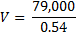 V = 79,000
0.54